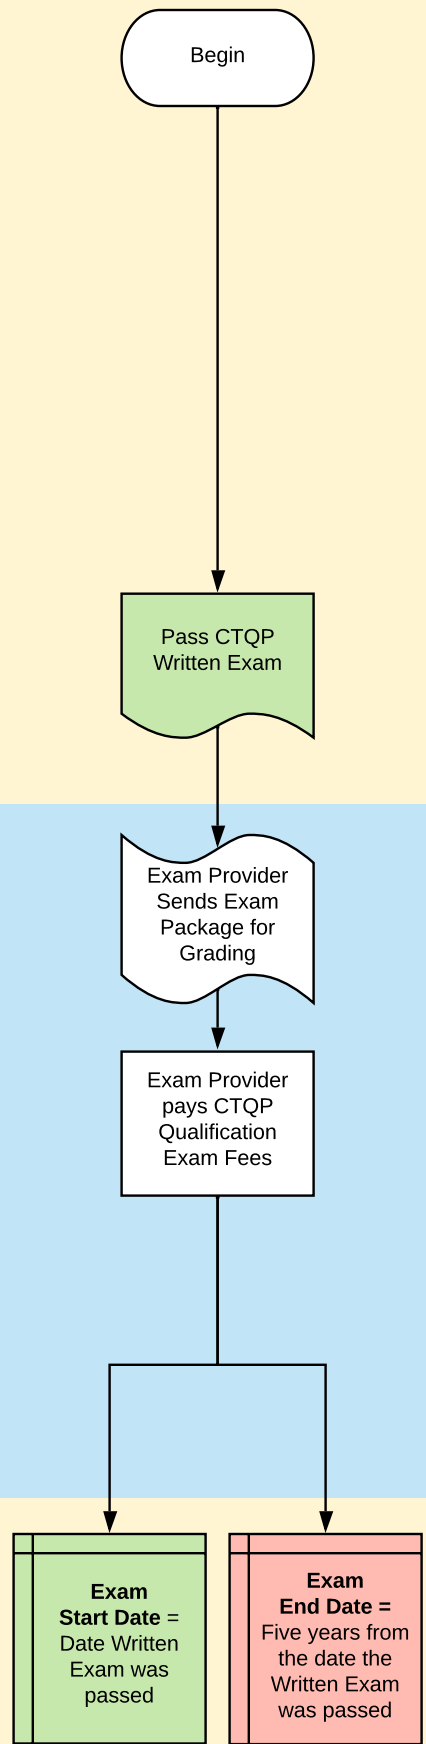 Begin
Pass CTQP
Written Exam
Exam Provider
Sends Exam
Package for
Grading
Exam Provider
pays CTQP
Qualification
Exam Fees
Exam
Start Date =
Date Written
Exam was
passed
Exam
End Date =
Five years from
the date the
Written Exam
was passed